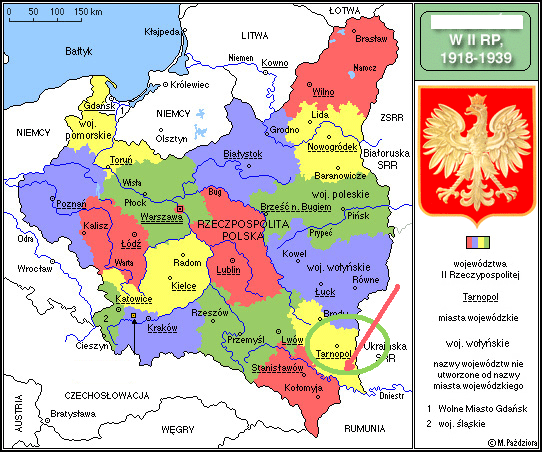 0 50 100 150 km
ŁOTWA
Kłajpeda
Brasław
Bałtyk
LITWA
Niemen
Kowno
Narocz
Królewiec
Wilno
Gdańsk
1
NIEMCY
Lida
ZSRR
woj.
pomorskie
NIEMCY
Olsztyn
Grodno
Nowogródek
Białoruska
SRR
Toruń
Białystok
Baranowicze
Wisła
Bug
woj. poleskie
Poznań
Płock
Warszawa
Brześć n. Bugiem
Pińsk
Kalisz
RZECZPOSPOLITA
POLSKA
Prypeć
Odra
Łódź
Warta
Radom
Lublin
Kowel
woj. wołyńskie
Wrocław
Kielce
Równe
Katowice
Łuck
2
Rzeszów
Brody
Kraków
Przemyśl
Lwów
Cieszyn
Tarnopol
Ukraińska
SRR
Stanisławów
Kołomyja
Dniestr
CZECHOSŁOWACJA
AUSTRIA
Bratysława
WĘGRY
RUMUNIA
W II RP.
1918-1939
województwa
II Rzeczypospolitej
Tarnopol
miasta wojewódzkie
woj. wołyńskie
nazwy województw nie
utworzone od nazwy
miasta wojewódzkiego
1 Wolne Miasto Gdańsk
2 woj. śląskie
© M. Paździora